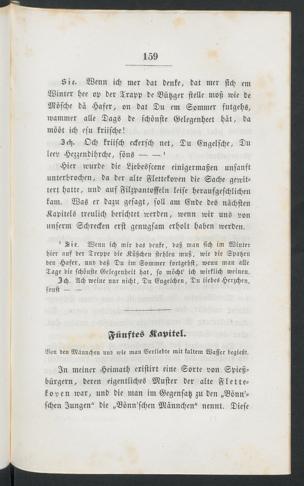 159
Sie. Wenn ich mer dat denke, dat mer sich em
Winter hee op der Trapp de Bützger stelle moß wie de
Mösche dä Hafer, on dat Du em Sommer futgehs,
wammer alle Dags de schönste Gelegenheet hät, da
mööt ich esu kriische!
Ich. Och kriisch eckersch net, Du Engelsche, Du
leev Hezzendihrche, söns — — ¹
Hier wurde die Liebesscene einigermaßen unsanft
unterbrochen, da der alte Flettekoven die Sache gewit-
tert hatte, und auf Filzpantoffeln leise heraufgeschlichen
kam. Was er dazu gesagt, soll am Ende des nächsten
Kapitels treulich berichtet werden, wenn wir uns von
unserm Schrecken erst genugsam erholt haben werden.
¹ Sie. Wenn ich mir das denke, daß man sich im Winter
hier auf der Treppe die Küßchen stehlen muß, wie die Spatzen
den Hafer, und daß Du im Sommer fortgehst, wenn man alle
Tage die schönste Gelegenheit hat, so möcht' ich wirklich weinen.
Ich. Ach weine nur nicht, Du Engelchen, Du liebes Herzchen,
sonst — —
Fünftes Kapitel.
Von den Männchen und wie man Verliebte mit kaltem Wasser begießt.
In meiner Heimath existirt eine Sorte von Spieß-
bürgern, deren eigentliches Muster der alte Flette-
koven war, und die man im Gegensatz zu den „Bönn'-
schen Jungen“ die „Bönn'schen Männchen“ nennt. Diese